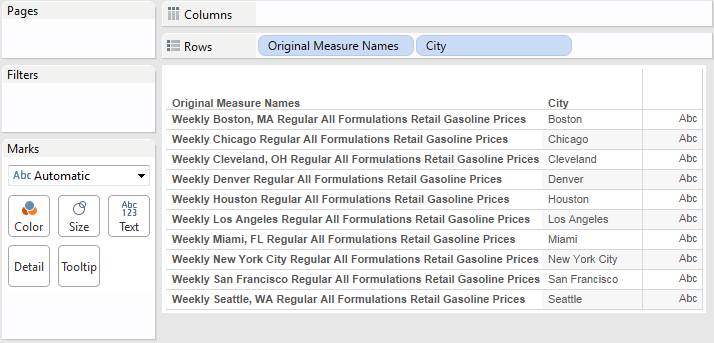 Pages
Columns
Rows Original Measure Names City
Filters
Marks
Abc Automatic
Color Size Abc 123 Text
Detail Tooltip
Original Measure Names City
Weekly Boston, MA Regular All Formulations Retail Gasoline Prices Boston Abc
Weekly Chicago Regular All Formulations Retail Gasoline Prices Chicago Abc
Weekly Cleveland, OH Regular All Formulations Retail Gasoline Prices Cleveland Abc
Weekly Denver Regular All Formulations Retail Gasoline Prices Denver Abc
Weekly Houston Regular All Formulations Retail Gasoline Prices Houston Abc
Weekly Los Angeles Regular All Formulations Retail Gasoline Prices Los Angeles Abc
Weekly Miami, FL Regular All Formulations Retail Gasoline Prices Miami Abc
Weekly New York City Regular All Formulations Retail Gasoline Prices New York City Abc
Weekly San Francisco Regular All Formulations Retail Gasoline Prices San Francisco Abc
Weekly Seattle, WA Regular All Formulations Retail Gasoline Prices Seattle Abc